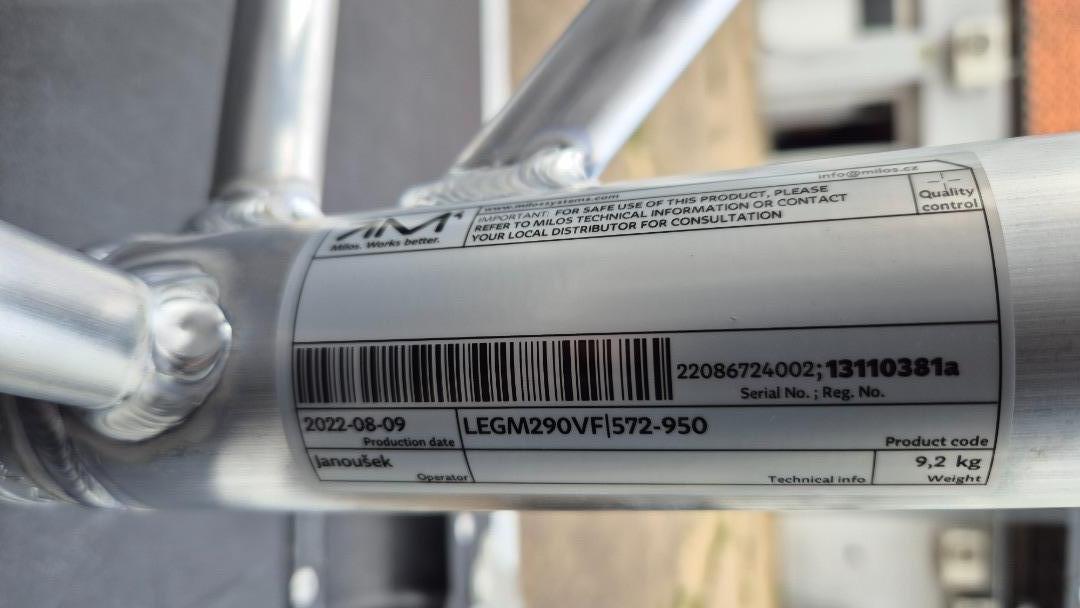 www.milossystems.com
info@milos.cz
M⁴
Milos. Works better.
IMPORTANT: FOR SAFE USE OF THIS PRODUCT, PLEASE
REFER TO MILOS TECHNICAL INFORMATION OR CONTACT
YOUR LOCAL DISTRIBUTOR FOR CONSULTATION
Quality
control
22086724002;13110381a
Serial No. ; Reg. No.
2022-08-09
Production date
LEGM290VF|572-950
Product code
Janoušek
Operator
Technical info
9,2 kg
Weight